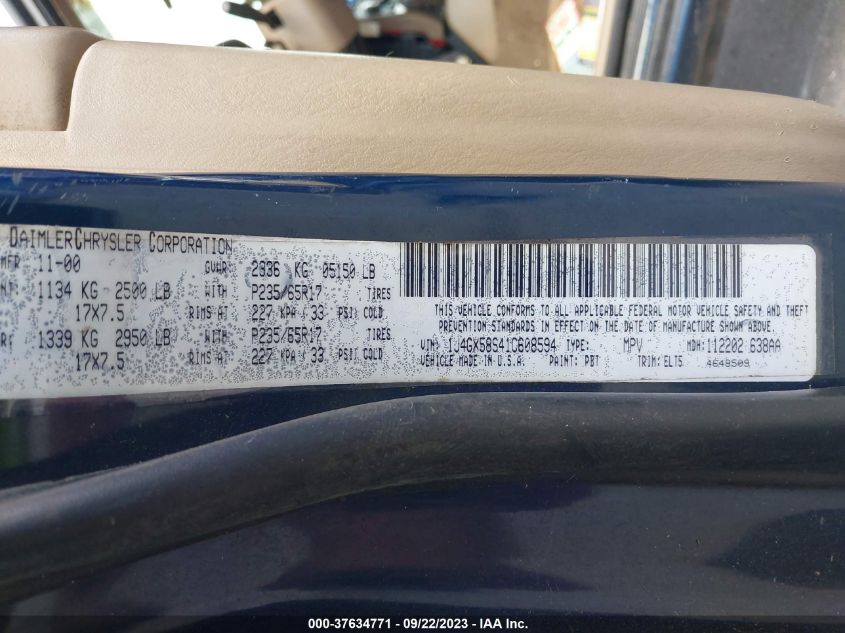 DAIMLERCHRYSLER CORPORATION
MFR 11-00 GVWR 2336 KG 05150 LB
1134 KG 2500 LB WITH P235/65R17 TIRES
17X7.5 RIMS AT 227 KPA / 33 PSI COLD
1339 KG 2950 LB WITH P235/65R17 TIRES
17X7.5 RIMS AT 227 KPA / 33 PSI COLD
THIS VEHICLE CONFORMS TO ALL APPLICABLE FEDERAL MOTOR VEHICLE SAFETY AND THEFT
PREVENTION STANDARDS IN EFFECT ON THE DATE OF MANUFACTURE SHOWN ABOVE.
VIN: 1J4GX58S41C608594 TYPE: MPV MDH: 112202 638AA
VEHICLE MADE IN U.S.A. PAINT: PBT TRIM: ELTS 4648509
000-37634771 - 09/22/2023 - IAA Inc.